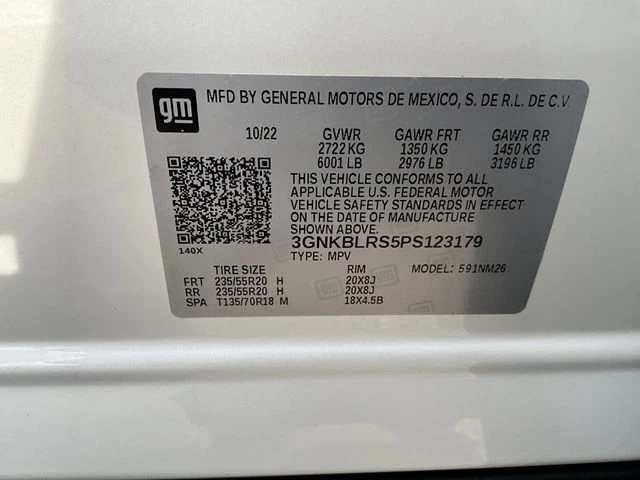 gm
MFD BY GENERAL MOTORS DE MEXICO, S. DE R.L. DE C.V.
10/22 GVWR GAWR FRT GAWR RR
2722 KG 1350 KG 1450 KG
6001 LB 2976 LB 3196 LB
THIS VEHICLE CONFORMS TO ALL
APPLICABLE U.S. FEDERAL MOTOR
VEHICLE SAFETY STANDARDS IN EFFECT
ON THE DATE OF MANUFACTURE
SHOWN ABOVE.
140X 3GNKBLRS5PS123179
TYPE: MPV MODEL: 591NM26
TIRE SIZE RIM
FRT 235/55R20 H 20X8J
RR 235/55R20 H 20X8J
SPA T135/70R18 M 18X4.5B